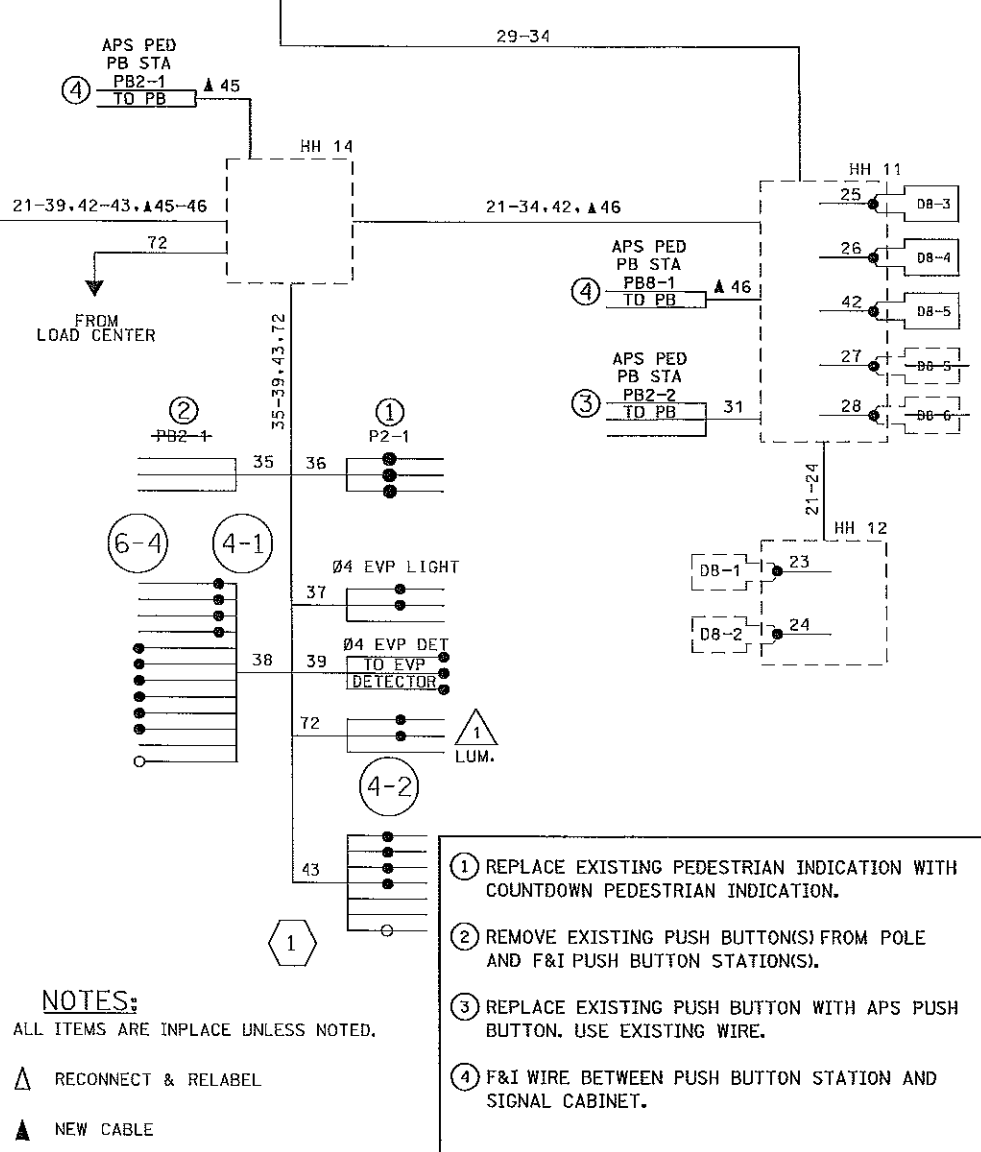 29-34
APS PED
PB STA
PB2-1
TO PB
4
▲ 45
HH 14
HH 11
21-39,42-43,▲45-46
21-34,42, ▲46
72
FROM
LOAD CENTER
25
D8-3
26
D8-4
42
D8-5
27
D8-5
28
D8-6
APS PED
PB STA
PB8-1
TO PB
4
▲ 46
APS PED
PB STA
PB2-2
TO PB
3
31
35-39,43,72
21-24
HH 12
D8-1
23
D8-2
24
2
PB2-1
35
36
1
P2-1
6-4
4-1
38
Ø4 EVP LIGHT
37
Ø4 EVP DET
TO EVP
DETECTOR
39
72
1
LUM.
4-2
43
1
1 REPLACE EXISTING PEDESTRIAN INDICATION WITH
COUNTDOWN PEDESTRIAN INDICATION.
2 REMOVE EXISTING PUSH BUTTON(S) FROM POLE
AND F&I PUSH BUTTON STATION(S).
3 REPLACE EXISTING PUSH BUTTON WITH APS PUSH
BUTTON. USE EXISTING WIRE.
4 F&I WIRE BETWEEN PUSH BUTTON STATION AND
SIGNAL CABINET.
NOTES:
ALL ITEMS ARE INPLACE UNLESS NOTED.
△ RECONNECT & RELABEL
▲ NEW CABLE